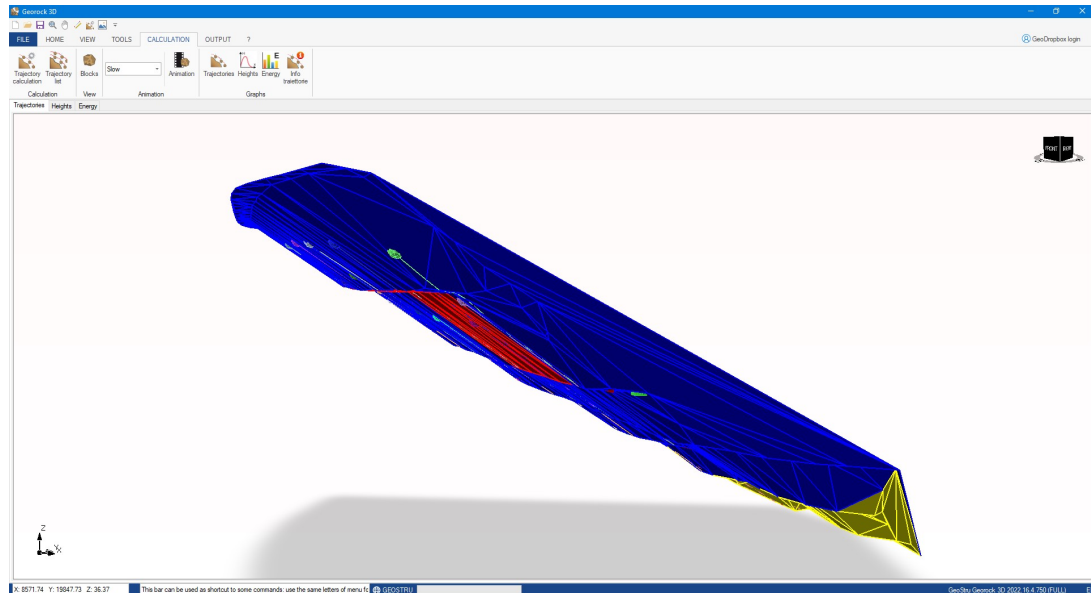 Georock 3D
FILE HOME VIEW TOOLS CALCULATION OUTPUT ? GeoDropbox login
Trajectory calculation
Trajectory list
Blocks
Slow
Animation
Trajectories
Heights
Energy
Info traiettorie
Calculation View Animation Graphs
Trajectories Heights Energy
FRONT
Z
X: 8571.74 Y: 19847.73 Z: 36.37 This bar can be used as shortcut to some commands: use the same letters of menu fo GEOSTRU GeoStru Georock 3D 2022.16.4.750 (FULL)